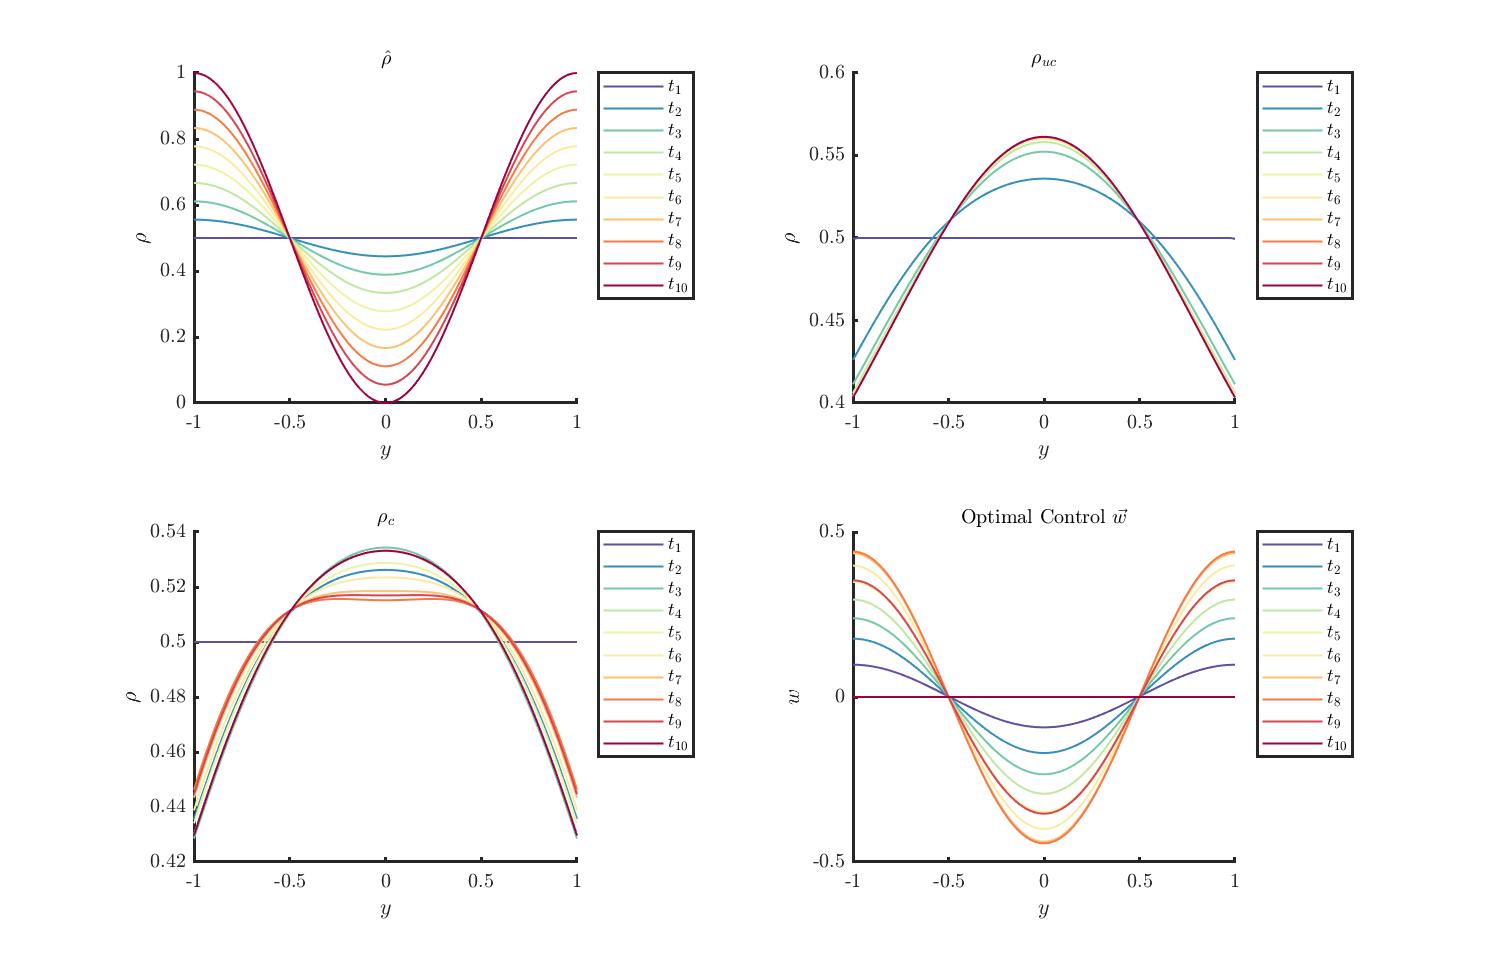 ρ̂
1
0.8
0.6
0.4
0.2
0
ρ
-1 -0.5 0 0.5 1
y
t₁
t₂
t₃
t₄
t₅
t₆
t₇
t₈
t₉
t₁₀
ρ_uc
0.6
0.55
0.5
0.45
0.4
ρ
-1 -0.5 0 0.5 1
y
t₁
t₂
t₃
t₄
t₅
t₆
t₇
t₈
t₉
t₁₀
ρ_c
0.54
0.52
0.5
0.48
0.46
0.44
0.42
ρ
-1 -0.5 0 0.5 1
y
t₁
t₂
t₃
t₄
t₅
t₆
t₇
t₈
t₉
t₁₀
Optimal Control w⃗
0.5
0
-0.5
w
-1 -0.5 0 0.5 1
y
t₁
t₂
t₃
t₄
t₅
t₆
t₇
t₈
t₉
t₁₀